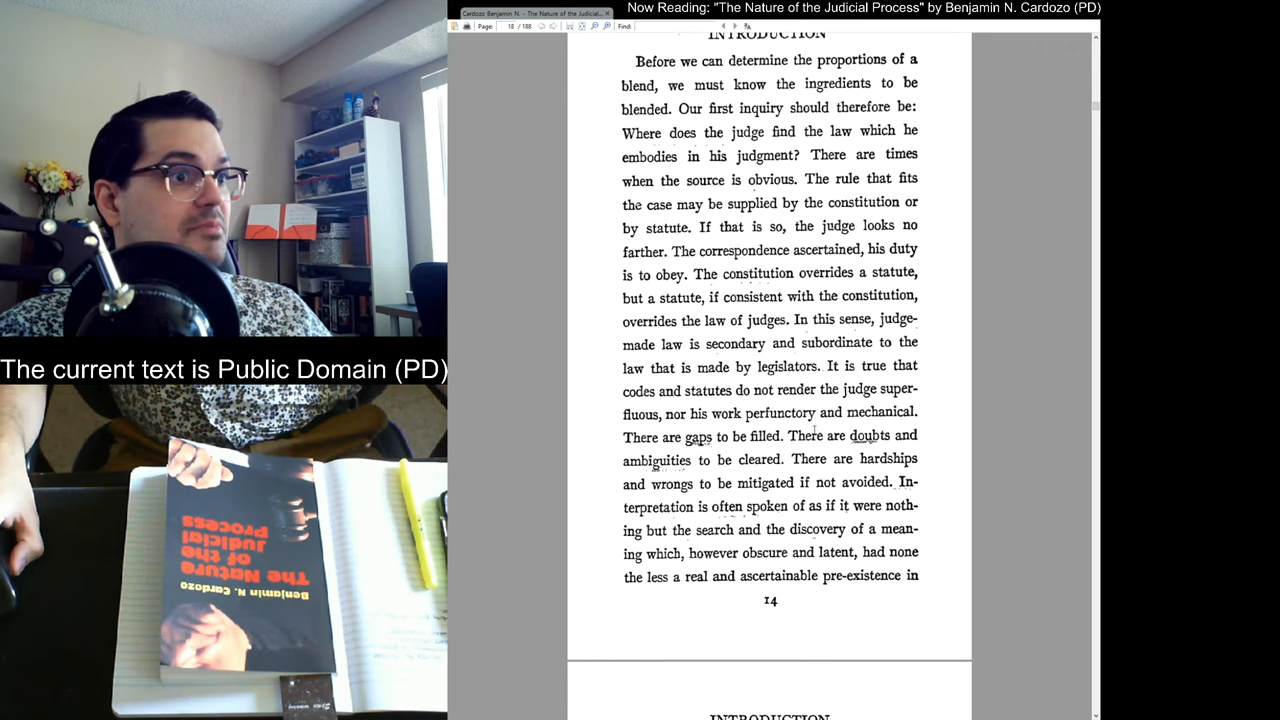 Now Reading: "The Nature of the Judicial Process" by Benjamin N. Cardozo (PD)
Cardozo Benjamin N. - The Nature of the Judicial...
Page: 18 / 188 Find:
INTRODUCTION
Before we can determine the proportions of a
blend, we must know the ingredients to be
blended. Our first inquiry should therefore be:
Where does the judge find the law which he
embodies in his judgment? There are times
when the source is obvious. The rule that fits
the case may be supplied by the constitution or
by statute. If that is so, the judge looks no
farther. The correspondence ascertained, his duty
is to obey. The constitution overrides a statute,
but a statute, if consistent with the constitution,
overrides the law of judges. In this sense, judge-
made law is secondary and subordinate to the
law that is made by legislators. It is true that
codes and statutes do not render the judge super-
fluous, nor his work perfunctory and mechanical.
There are gaps to be filled. There are doubts and
ambiguities to be cleared. There are hardships
and wrongs to be mitigated if not avoided. In-
terpretation is often spoken of as if it were noth-
ing but the search and the discovery of a mean-
ing which, however obscure and latent, had none
the less a real and ascertainable pre-existence in
14
INTRODUCTION
The current text is Public Domain (PD)
Benjamin N. Cardozo
The Nature
of the
Judicial
Process